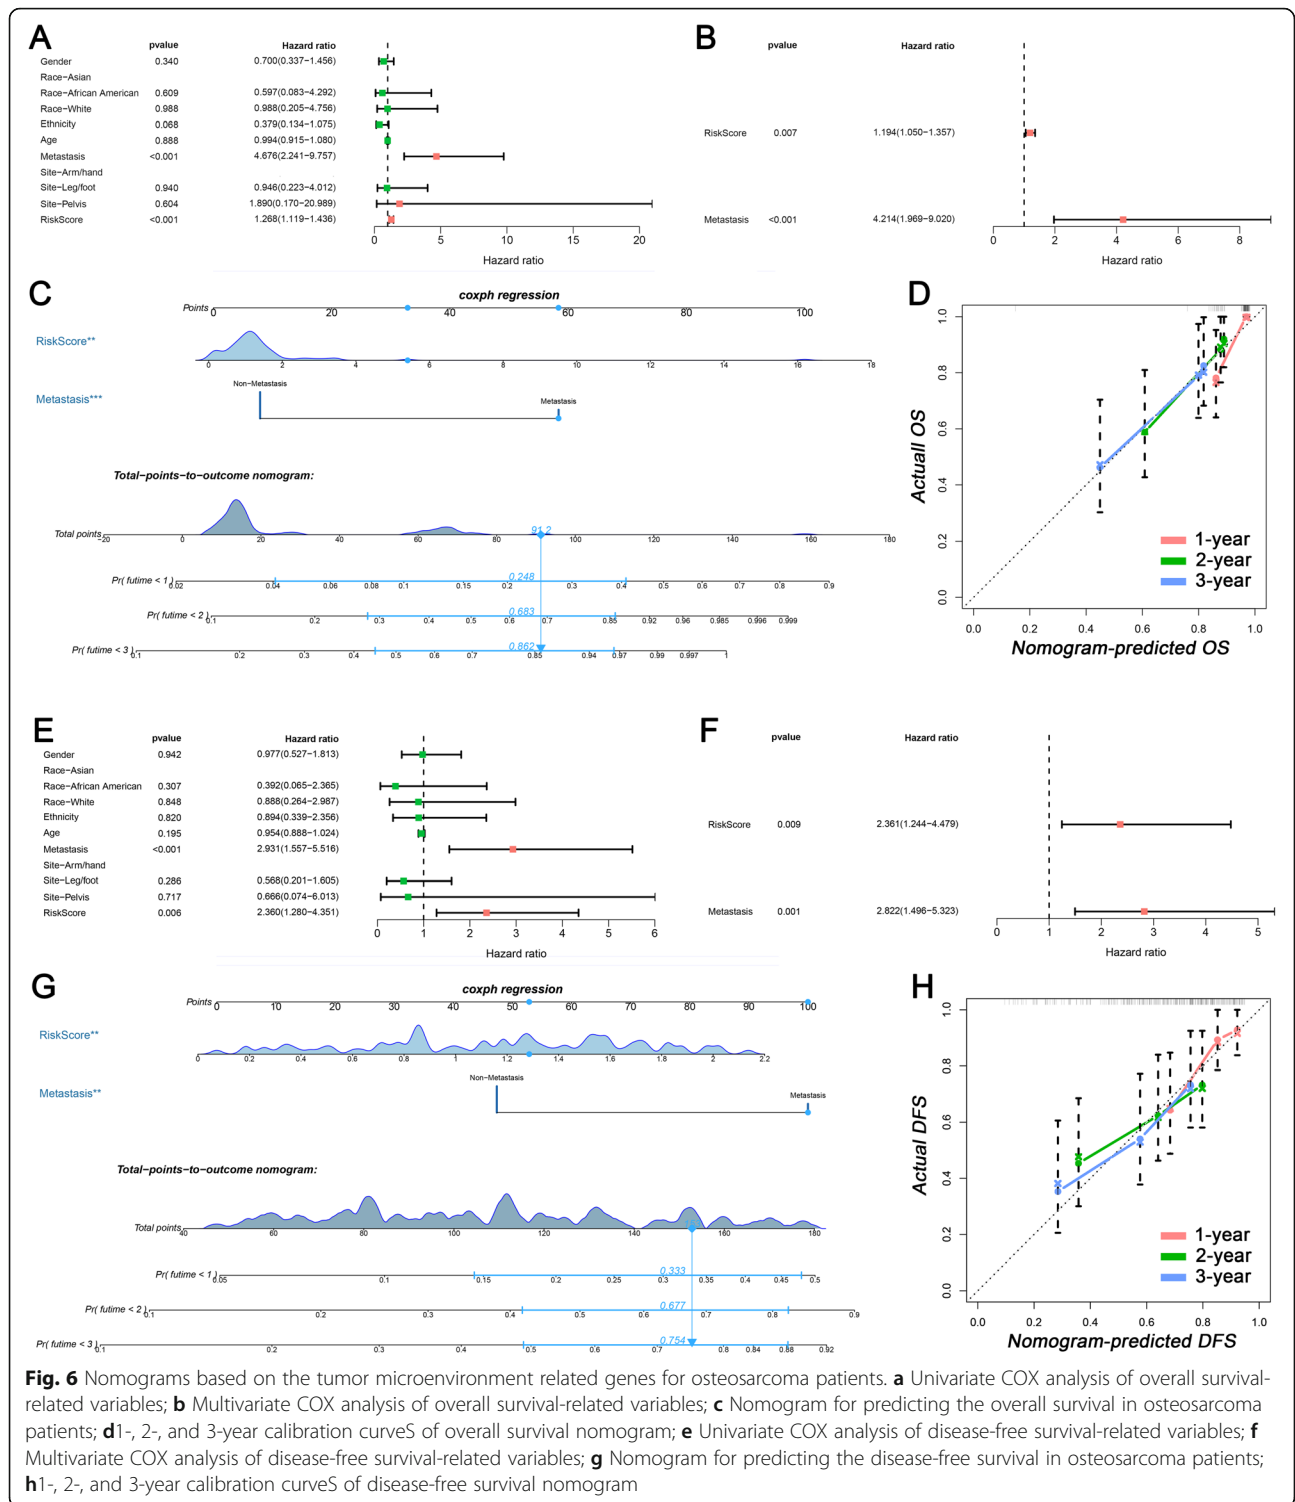 A
pvalue Hazard ratio
Gender 0.340 0.700(0.337−1.456)
Race−Asian
Race−African American 0.609 0.597(0.083−4.292)
Race−White 0.988 0.988(0.205−4.756)
Ethnicity 0.068 0.379(0.134−1.075)
Age 0.888 0.994(0.915−1.080)
Metastasis <0.001 4.676(2.241−9.757)
Site−Arm/hand
Site−Leg/foot 0.940 0.946(0.223−4.012)
Site−Pelvis 0.604 1.890(0.170−20.989)
RiskScore <0.001 1.268(1.119−1.436)
0 5 10 15 20
Hazard ratio
B
pvalue Hazard ratio
RiskScore 0.007 1.194(1.050−1.357)
Metastasis <0.001 4.214(1.969−9.020)
0 2 4 6 8
Hazard ratio
C
coxph regression
Points 0 20 40 60 80 100
RiskScore**
0 2 4 6 8 10 12 14 16 18
Metastasis***
Non−Metastasis
Metastasis
Total−points−to−outcome nomogram:
91.2
Total points −20 0 20 40 60 80 100 120 140 160 180
0.248
Pr( futime < 1 ) 0.02 0.04 0.06 0.08 0.1 0.15 0.2 0.3 0.4 0.5 0.6 0.7 0.8 0.9
0.683
Pr( futime < 2 ) 0.1 0.2 0.3 0.4 0.5 0.6 0.7 0.85 0.92 0.96 0.985 0.996 0.999
0.862
Pr( futime < 3 ) 0.1 0.2 0.3 0.4 0.5 0.6 0.7 0.85 0.94 0.97 0.99 0.997 1
D
Actuall OS
0.0 0.2 0.4 0.6 0.8 1.0
1-year
2-year
3-year
0.0 0.2 0.4 0.6 0.8 1.0
Nomogram-predicted OS
E
pvalue Hazard ratio
Gender 0.942 0.977(0.527−1.813)
Race−Asian
Race−African American 0.307 0.392(0.065−2.365)
Race−White 0.848 0.888(0.264−2.987)
Ethnicity 0.820 0.894(0.339−2.356)
Age 0.195 0.954(0.888−1.024)
Metastasis <0.001 2.931(1.557−5.516)
Site−Arm/hand
Site−Leg/foot 0.286 0.568(0.201−1.605)
Site−Pelvis 0.717 0.666(0.074−6.013)
RiskScore 0.006 2.360(1.280−4.351)
0 1 2 3 4 5 6
Hazard ratio
F
pvalue Hazard ratio
RiskScore 0.009 2.361(1.244−4.479)
Metastasis 0.001 2.822(1.496−5.323)
0 1 2 3 4 5
Hazard ratio
G
coxph regression
Points 0 10 20 30 40 50 60 70 80 90 100
RiskScore**
0 0.2 0.4 0.6 0.8 1 1.2 1.4 1.6 1.8 2 2.2
Metastasis**
Non−Metastasis
Metastasis
Total−points−to−outcome nomogram:
Total points 40 60 80 100 120 140 160 180
0.333
Pr( futime < 1 ) 0.05 0.1 0.15 0.2 0.25 0.3 0.35 0.4 0.45 0.5
0.677
Pr( futime < 2 ) 0.1 0.2 0.3 0.4 0.5 0.6 0.7 0.8 0.9
0.754
Pr( futime < 3 ) 0.1 0.2 0.3 0.4 0.5 0.6 0.7 0.8 0.84 0.88 0.92
H
Actual DFS
0.0 0.2 0.4 0.6 0.8 1.0
1-year
2-year
3-year
0.0 0.2 0.4 0.6 0.8 1.0
Nomogram-predicted DFS
Fig. 6 Nomograms based on the tumor microenvironment related genes for osteosarcoma patients. a Univariate COX analysis of overall survival-
related variables; b Multivariate COX analysis of overall survival-related variables; c Nomogram for predicting the overall survival in osteosarcoma
patients; d1-, 2-, and 3-year calibration curveS of overall survival nomogram; e Univariate COX analysis of disease-free survival-related variables; f
Multivariate COX analysis of disease-free survival-related variables; g Nomogram for predicting the disease-free survival in osteosarcoma patients;
h1-, 2-, and 3-year calibration curveS of disease-free survival nomogram